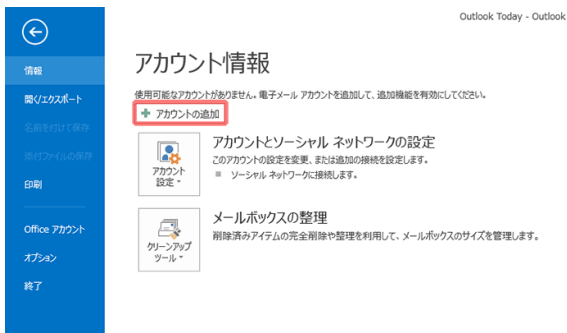 Outlook Today - Outlook
情報
開く/エクスポート
名前を付けて保存
添付ファイルの保存
印刷
Office アカウント
オプション
終了
アカウント情報
使用可能なアカウントがありません。電子メール アカウントを追加して、追加機能を有効にしてください。
アカウントの追加
アカウント
設定
アカウントとソーシャル ネットワークの設定
このアカウントの設定を変更、または追加の接続を設定します。
ソーシャル ネットワークに接続します。
クリーンアップ
ツール
メールボックスの整理
削除済みアイテムの完全削除や整理を利用して、メールボックスのサイズを管理します。